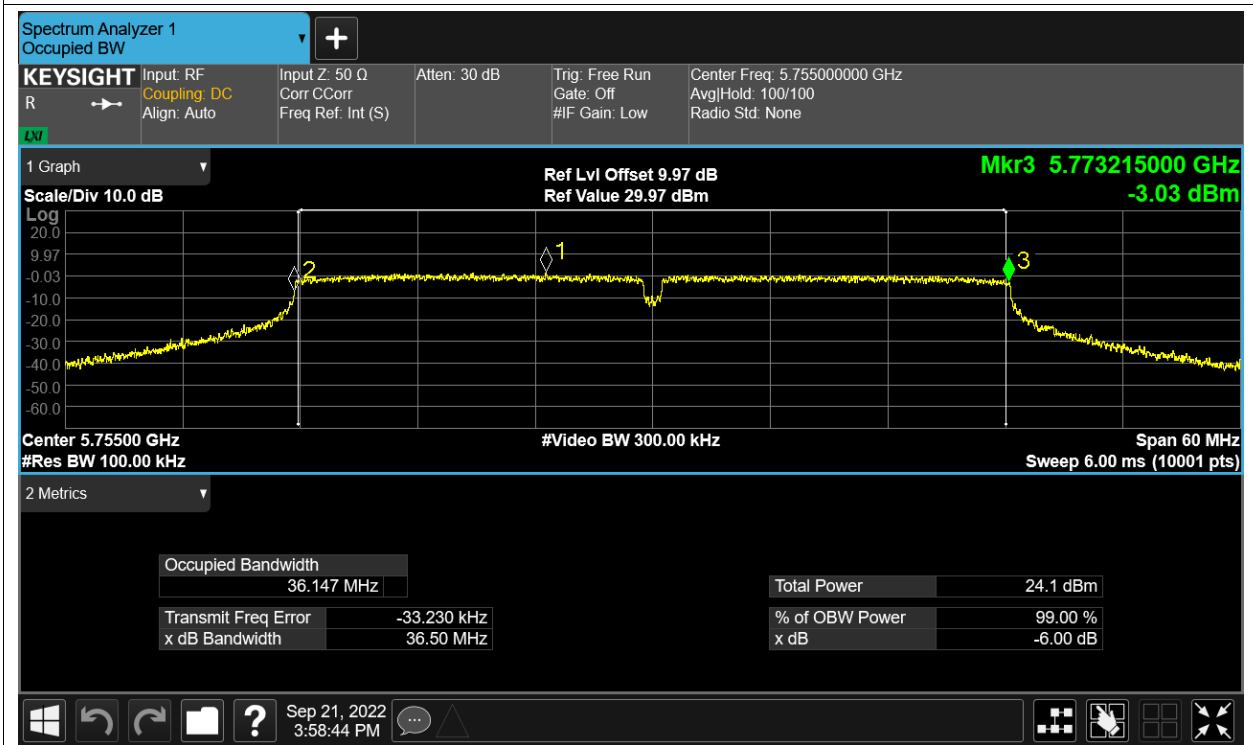 Spectrum Analyzer 1
Occupied BW
+
KEYSIGHT
R
LXI
Input: RF
Coupling: DC
Align: Auto
Input Z: 50 Ω
Corr CCorr
Freq Ref: Int (S)
Atten: 30 dB
Trig: Free Run
Gate: Off
#IF Gain: Low
Center Freq: 5.755000000 GHz
Avg|Hold: 100/100
Radio Std: None
1 Graph
Scale/Div 10.0 dB
Ref Lvl Offset 9.97 dB
Ref Value 29.97 dBm
Mkr3 5.773215000 GHz
-3.03 dBm
Log
20.0
9.97
-0.03
-10.0
-20.0
-30.0
-40.0
-50.0
-60.0
2
1
3
Center 5.75500 GHz
#Res BW 100.00 kHz
#Video BW 300.00 kHz
Span 60 MHz
Sweep 6.00 ms (10001 pts)
2 Metrics
Occupied Bandwidth
36.147 MHz
Transmit Freq Error -33.230 kHz
x dB Bandwidth 36.50 MHz
Total Power 24.1 dBm
% of OBW Power 99.00 %
x dB -6.00 dB
?
Sep 21, 2022
3:58:44 PM